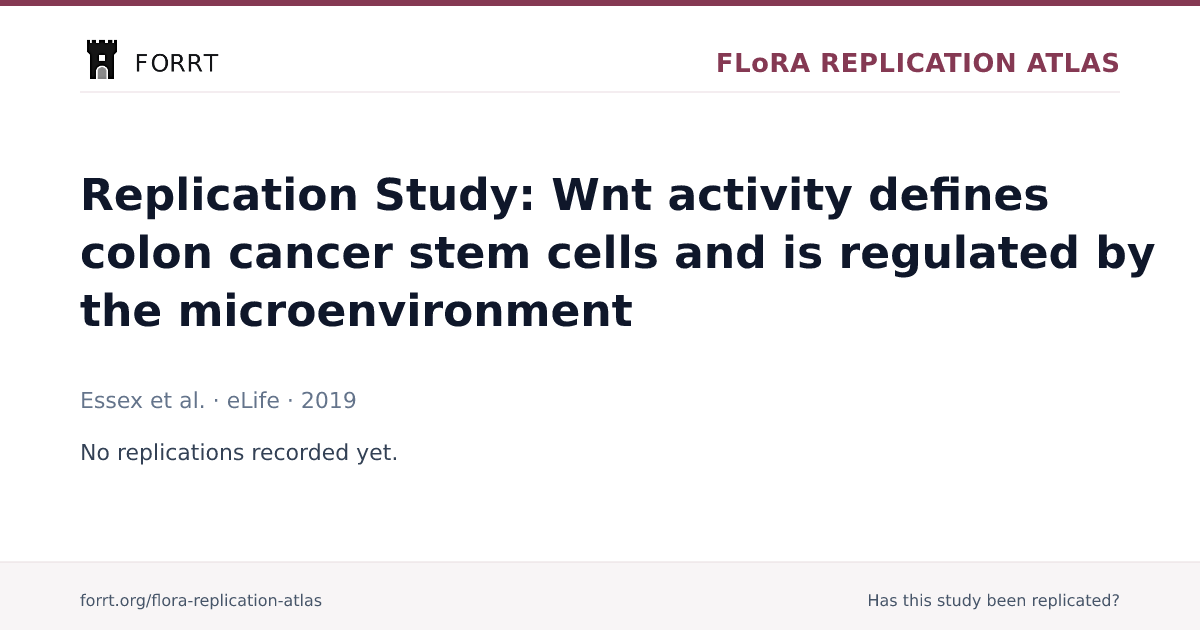 FORRT
FLoRA REPLICATION ATLAS
Replication Study: Wnt activity defines
colon cancer stem cells and is regulated by
the microenvironment
Essex et al. · eLife · 2019
No replications recorded yet.
forrt.org/flora-replication-atlas
Has this study been replicated?